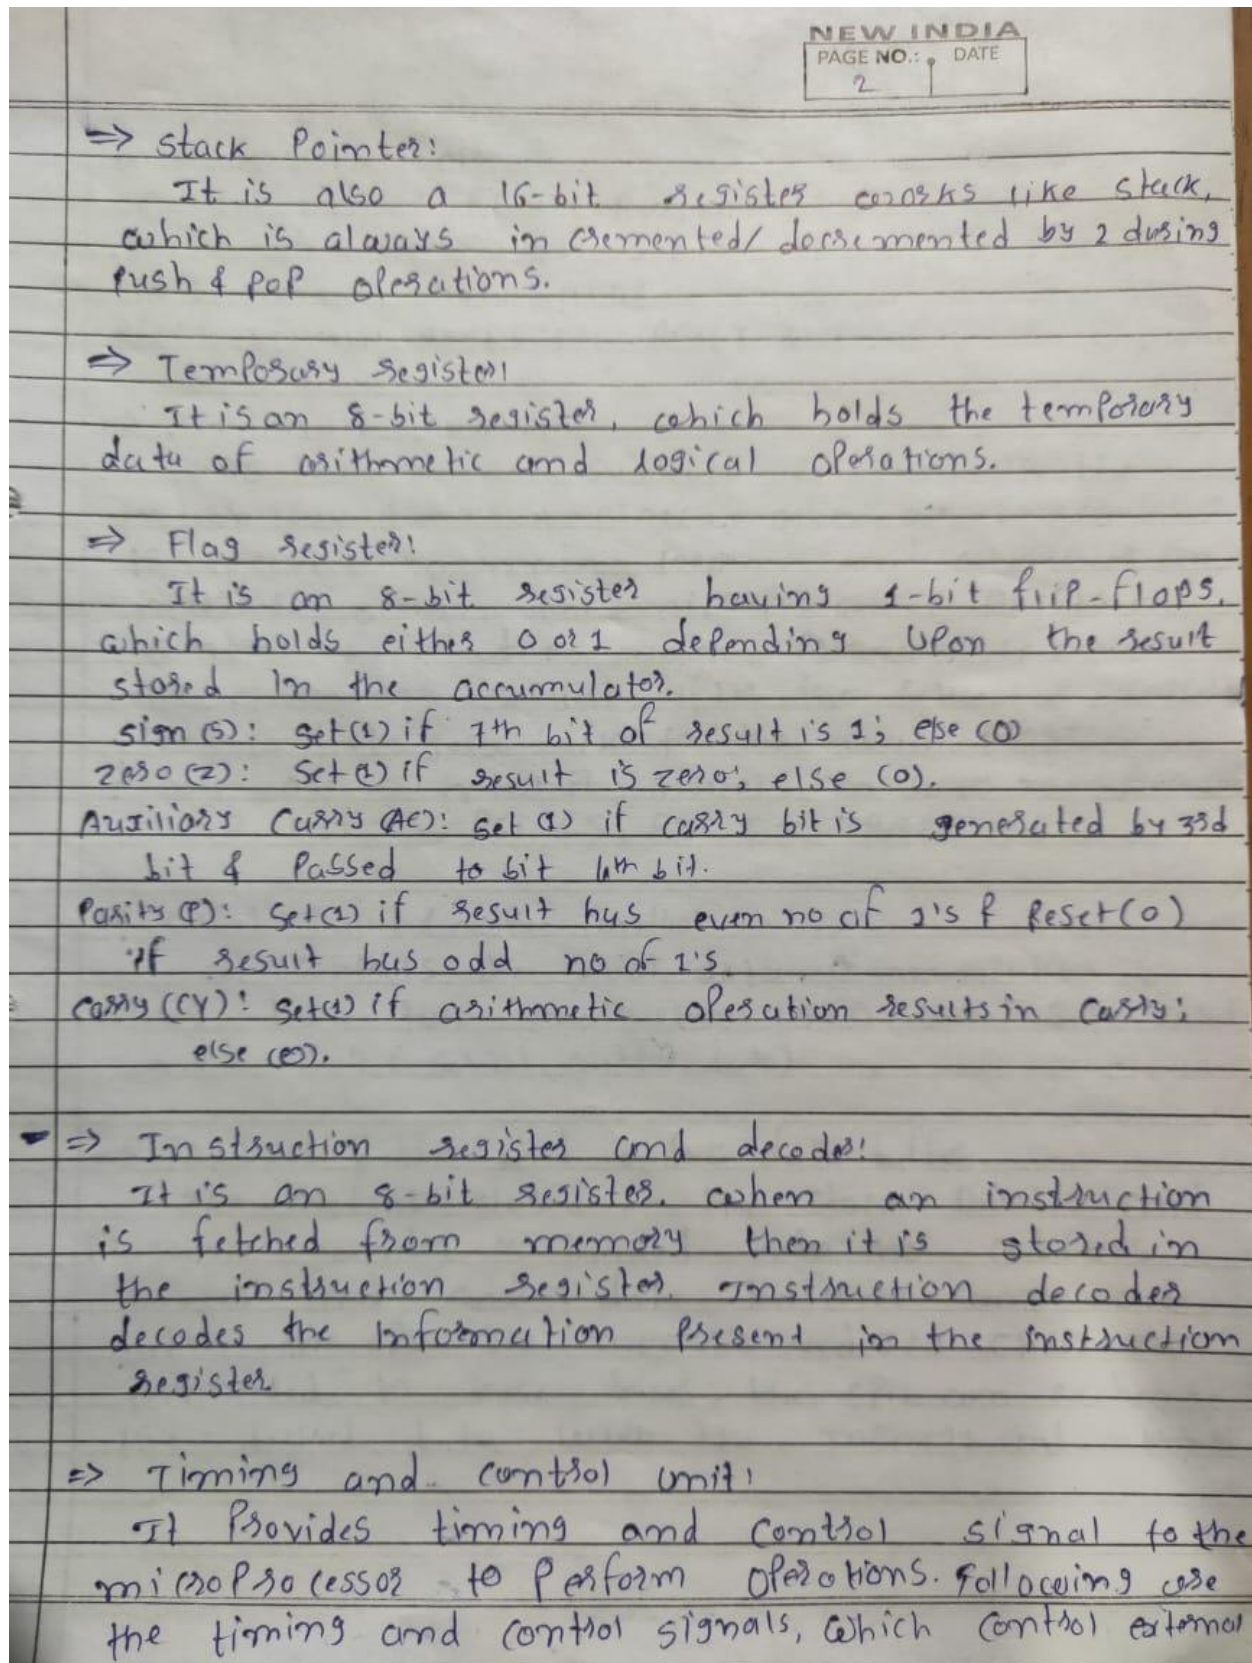 NEW INDIA
PAGE NO.: DATE
2
⇒ Stack Pointer:
It is also a 16-bit register works like stack,
which is always in cremented/ decremented by 2 during
Push & pop operations.
⇒ Temporary register:
It is an 8-bit register, which holds the temporary
data of arithmetic and logical operations.
⇒ Flag register:
It is an 8-bit register having 1-bit flip-flops,
which holds either 0 or 1 depending upon the result
stored in the accumulator.
sign (S): set (1) if 7th bit of result is 1; else (0)
zero (Z): Set (1) if result is zero; else (0).
Auxiliary Carry (AC): set (1) if carry bit is generated by 3rd
bit & Passed to bit 4th bit.
Parity (P): Set (1) if result has even no of 1's & Reset (0)
if result has odd no of 1's.
carry (CY): set (1) if arithmetic operation results in carry;
else (0).
⇒ Instruction register and decoder:
It is an 8-bit register. when an instruction
is fetched from memory then it is stored in
the instruction register. Instruction decoder
decodes the Information Present in the instruction
register
⇒ Timing and control unit:
It Provides timing and control signal to the
microprocessor to Perform operations. Following are
the timing and control signals, which control external